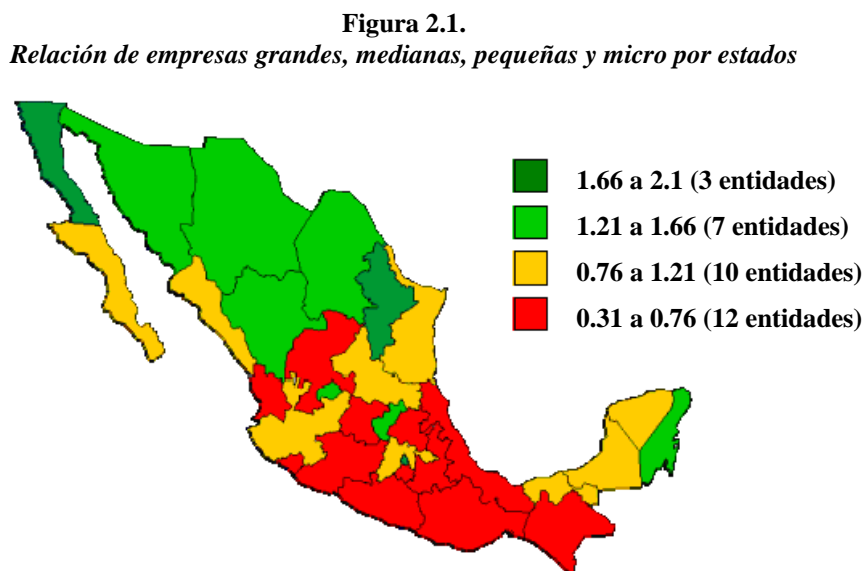 Figura 2.1.
Relación de empresas grandes, medianas, pequeñas y micro por estados
1.66 a 2.1 (3 entidades)
1.21 a 1.66 (7 entidades)
0.76 a 1.21 (10 entidades)
0.31 a 0.76 (12 entidades)